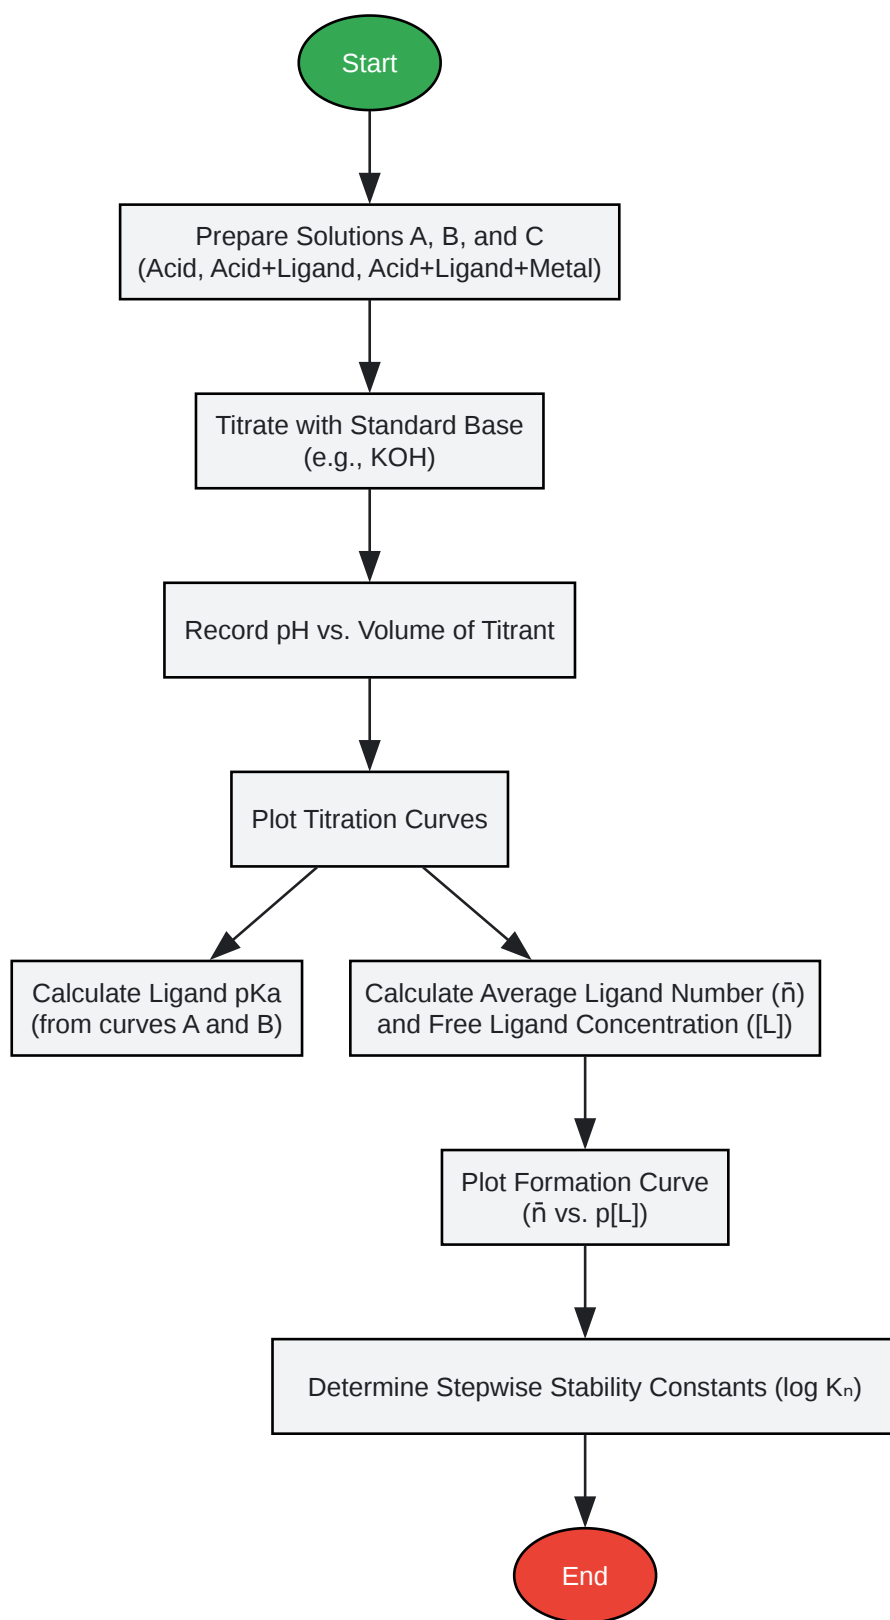 Start
Prepare Solutions A, B, and C
(Acid, Acid+Ligand, Acid+Ligand+Metal)
Titrate with Standard Base
(e.g., KOH)
Record pH vs. Volume of Titrant
Plot Titration Curves
Calculate Ligand pKa
(from curves A and B)
Calculate Average Ligand Number (n̄)
and Free Ligand Concentration ([L])
Plot Formation Curve
(n̄ vs. p[L])
Determine Stepwise Stability Constants (log Kₙ)
End